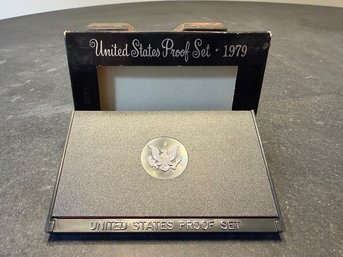 United States Proof Set • 1979
UNITED STATES PROOF SET